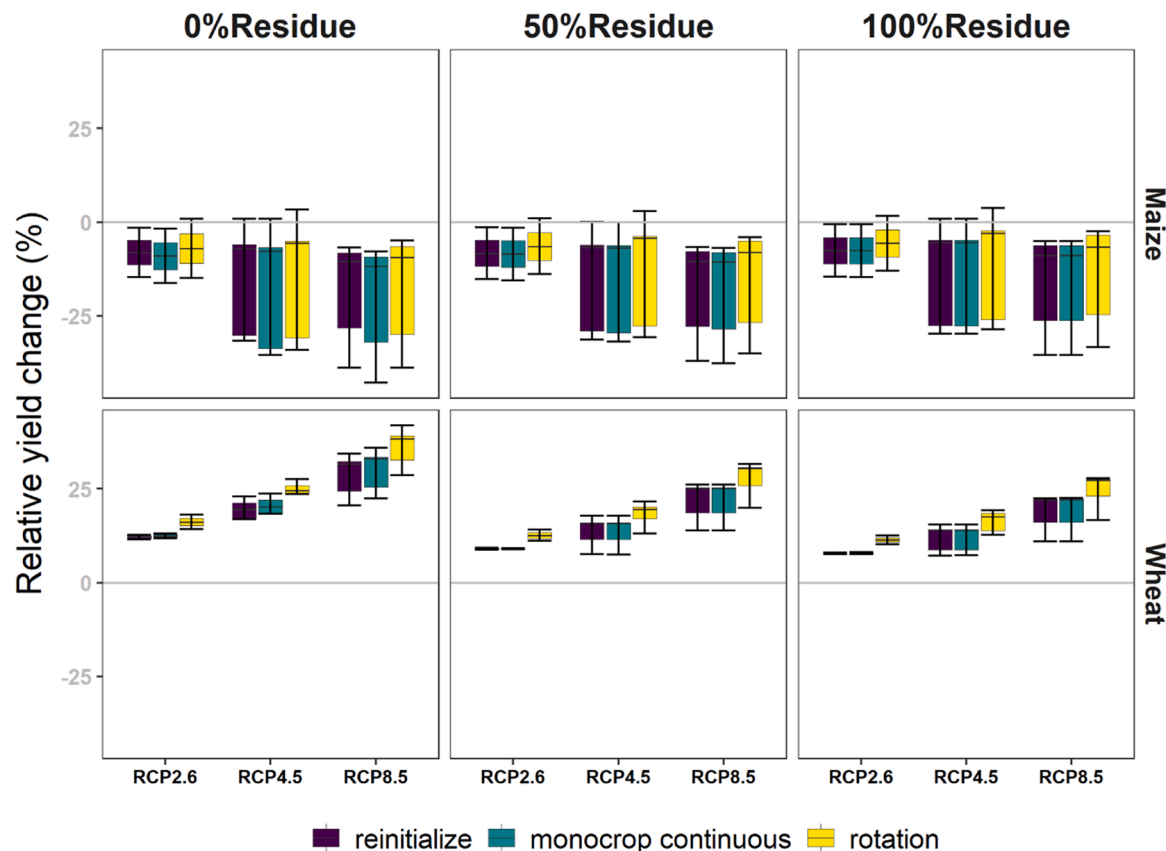 0%Residue 50%Residue 100%Residue
Relative yield change (%)
25
0
-25
Maize
25
0
-25
Wheat
RCP2.6 RCP4.5 RCP8.5 RCP2.6 RCP4.5 RCP8.5 RCP2.6 RCP4.5 RCP8.5
reinitialize monocrop continuous rotation